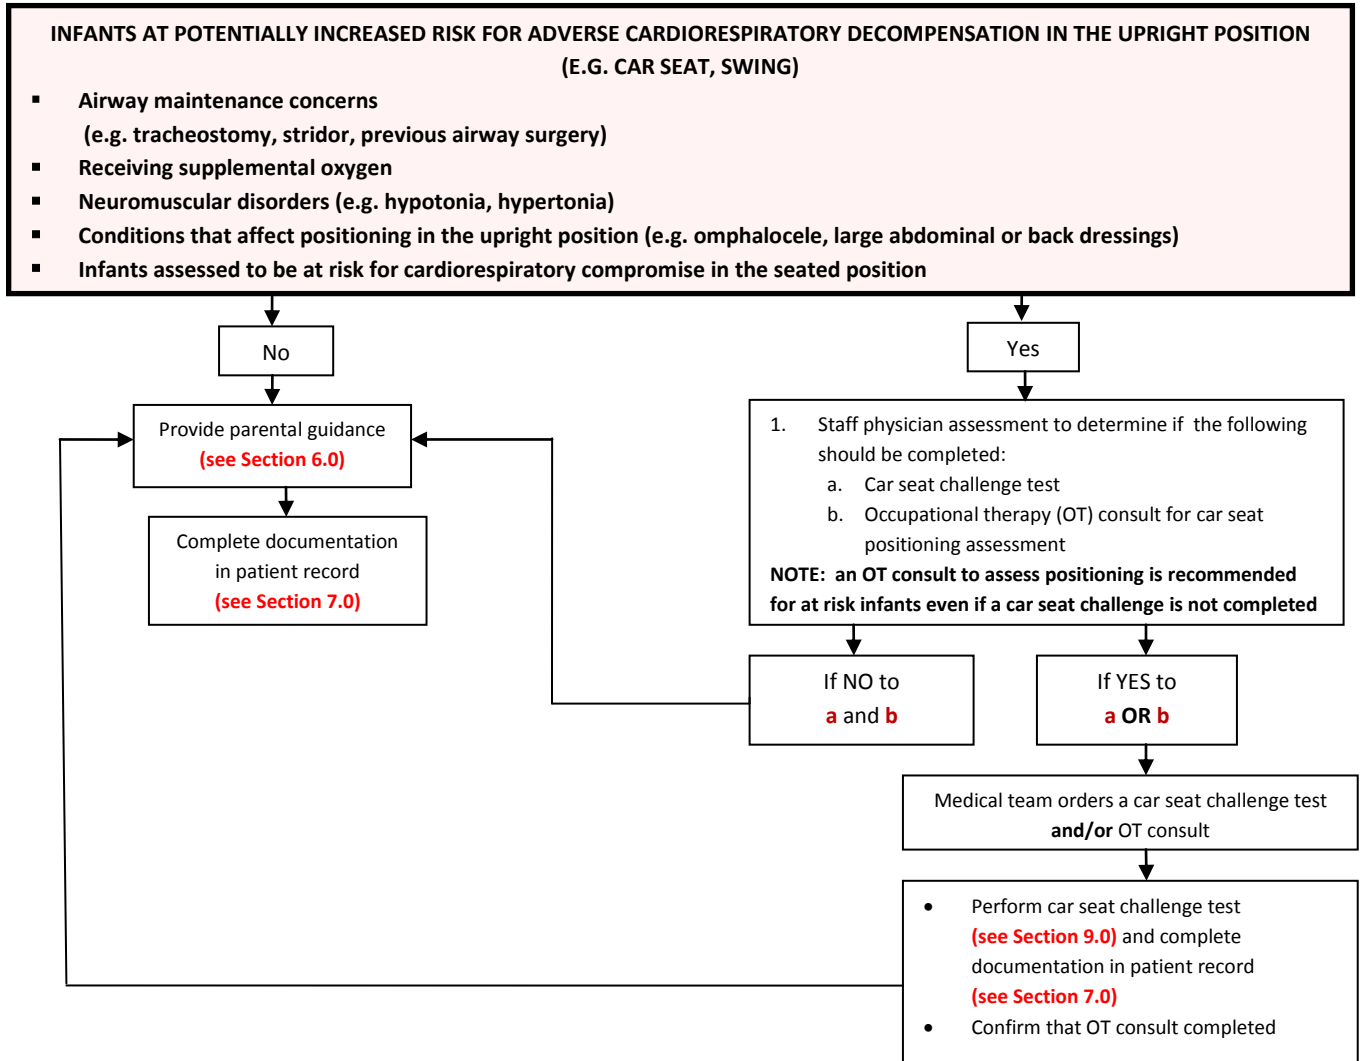 INFANTS AT POTENTIALLY INCREASED RISK FOR ADVERSE CARDIORESPIRATORY DECOMPENSATION IN THE UPRIGHT POSITION
(E.G. CAR SEAT, SWING)
▪ Airway maintenance concerns
(e.g. tracheostomy, stridor, previous airway surgery)
▪ Receiving supplemental oxygen
▪ Neuromuscular disorders (e.g. hypotonia, hypertonia)
▪ Conditions that affect positioning in the upright position (e.g. omphalocele, large abdominal or back dressings)
▪ Infants assessed to be at risk for cardiorespiratory compromise in the seated position
No
Provide parental guidance
(see Section 6.0)
Complete documentation
in patient record
(see Section 7.0)
Yes
1. Staff physician assessment to determine if the following
should be completed:
a. Car seat challenge test
b. Occupational therapy (OT) consult for car seat
positioning assessment
NOTE: an OT consult to assess positioning is recommended
for at risk infants even if a car seat challenge is not completed
If NO to
a and b
If YES to
a OR b
Medical team orders a car seat challenge test
and/or OT consult
• Perform car seat challenge test
(see Section 9.0) and complete
documentation in patient record
(see Section 7.0)
• Confirm that OT consult completed